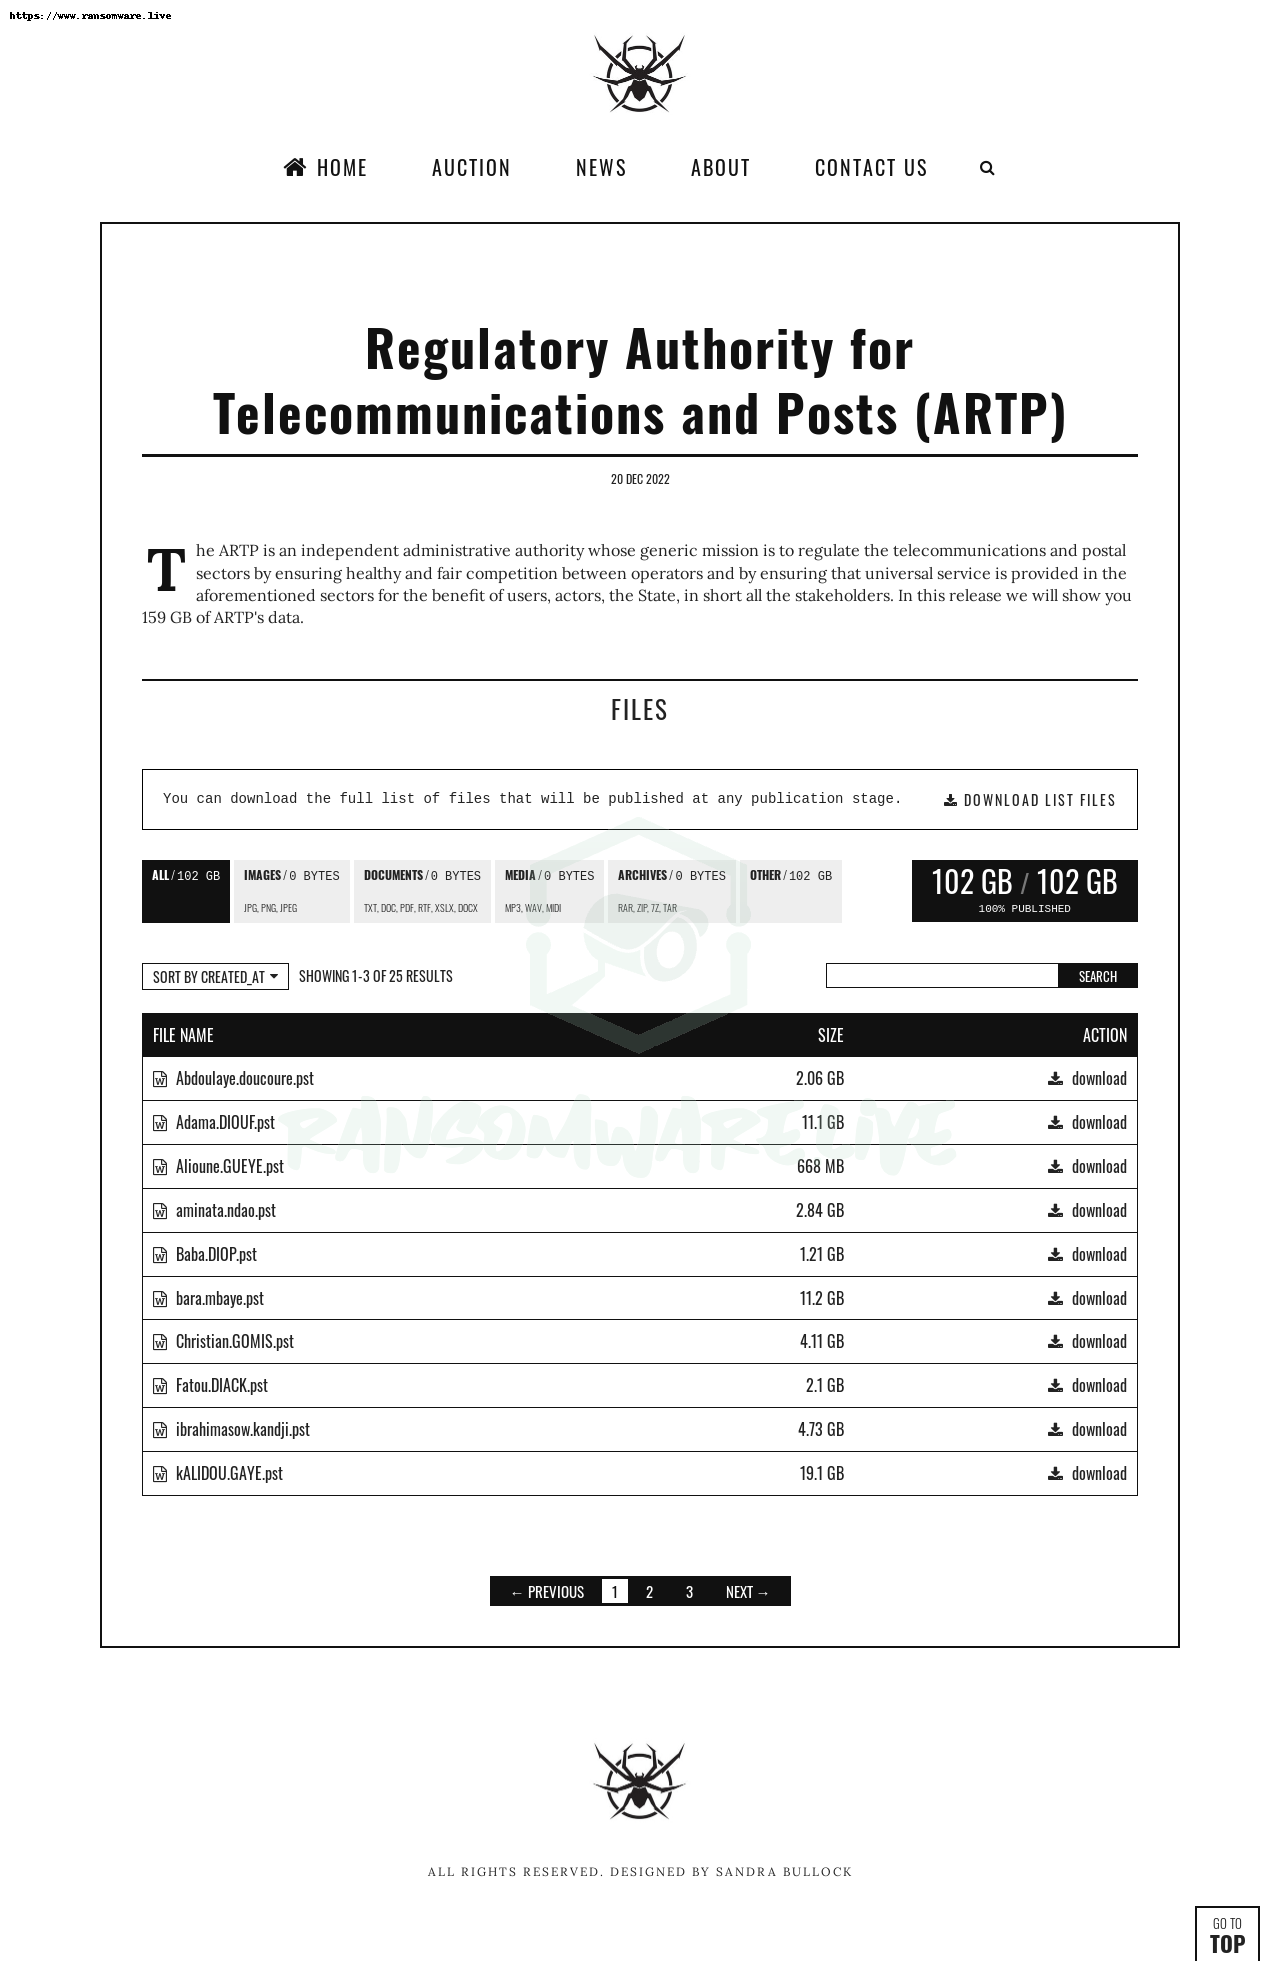 https://www.ransomware.live
HOME AUCTION NEWS ABOUT CONTACT US
Regulatory Authority for
Telecommunications and Posts (ARTP)
20 DEC 2022
The ARTP is an independent administrative authority whose generic mission is to regulate the telecommunications and postal
sectors by ensuring healthy and fair competition between operators and by ensuring that universal service is provided in the
aforementioned sectors for the benefit of users, actors, the State, in short all the stakeholders. In this release we will show you
159 GB of ARTP's data.
FILES
You can download the full list of files that will be published at any publication stage. DOWNLOAD LIST FILES
ALL / 102 GB IMAGES / 0 BYTES DOCUMENTS / 0 BYTES MEDIA / 0 BYTES ARCHIVES / 0 BYTES OTHER / 102 GB 102 GB / 102 GB
JPG, PNG, JPEG TXT, DOC, PDF, RTF, XSLX, DOCX MP3, WAV, MIDI RAR, ZIP, 7Z, TAR 100% PUBLISHED
SORT BY CREATED_AT SHOWING 1-3 OF 25 RESULTS SEARCH
FILE NAME SIZE ACTION
Abdoulaye.doucoure.pst 2.06 GB download
RANSOMWARE LIVE
Adama.DIOUF.pst 11.1 GB download
Alioune.GUEYE.pst 668 MB download
aminata.ndao.pst 2.84 GB download
Baba.DIOP.pst 1.21 GB download
bara.mbaye.pst 11.2 GB download
Christian.GOMIS.pst 4.11 GB download
Fatou.DIACK.pst 2.1 GB download
ibrahimasow.kandji.pst 4.73 GB download
kALIDOU.GAYE.pst 19.1 GB download
← PREVIOUS 1 2 3 NEXT →
ALL RIGHTS RESERVED. DESIGNED BY SANDRA BULLOCK
GO TO
TOP